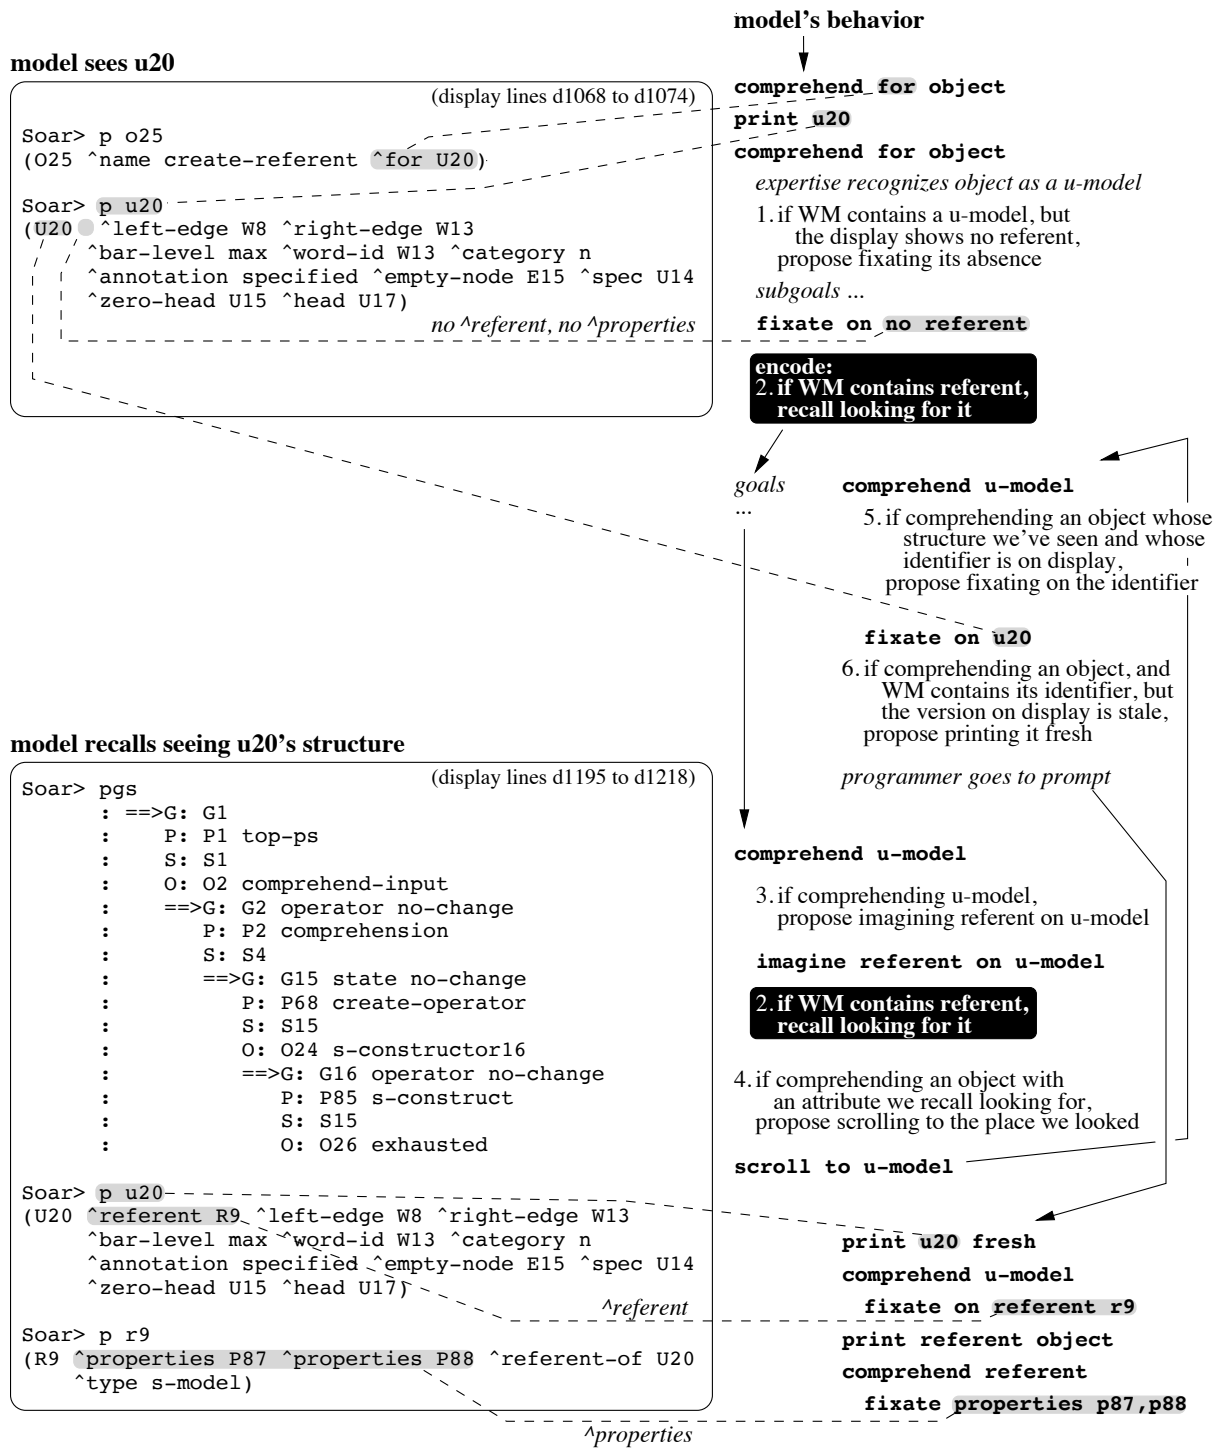 model's behavior
model sees u20
(display lines d1068 to d1074)
Soar> p o25
(O25 ^name create-referent ^for U20)
Soar> p u20
(U20 ^left-edge W8 ^right-edge W13
^bar-level max ^word-id W13 ^category n
^annotation specified ^empty-node E15 ^spec U14
^zero-head U15 ^head U17)
no ^referent, no ^properties
comprehend for object
print u20
comprehend for object
expertise recognizes object as a u-model
1. if WM contains a u-model, but
the display shows no referent,
propose fixating its absence
subgoals ...
fixate on no referent
encode:
2. if WM contains referent,
recall looking for it
goals
...
comprehend u-model
5. if comprehending an object whose
structure we've seen and whose
identifier is on display,
propose fixating on the identifier
fixate on u20
6. if comprehending an object, and
WM contains its identifier, but
the version on display is stale,
propose printing it fresh
programmer goes to prompt
model recalls seeing u20's structure
(display lines d1195 to d1218)
Soar> pgs
: ==>G: G1
: P: P1 top-ps
: S: S1
: O: O2 comprehend-input
: ==>G: G2 operator no-change
: P: P2 comprehension
: S: S4
: ==>G: G15 state no-change
: P: P68 create-operator
: S: S15
: O: O24 s-constructor16
: ==>G: G16 operator no-change
: P: P85 s-construct
: S: S15
: O: O26 exhausted
Soar> p u20
(U20 ^referent R9 ^left-edge W8 ^right-edge W13
^bar-level max ^word-id W13 ^category n
^annotation specified ^empty-node E15 ^spec U14
^zero-head U15 ^head U17)
^referent
Soar> p r9
(R9 ^properties P87 ^properties P88 ^referent-of U20
^type s-model)
^properties
comprehend u-model
3. if comprehending u-model,
propose imagining referent on u-model
imagine referent on u-model
2. if WM contains referent,
recall looking for it
4. if comprehending an object with
an attribute we recall looking for,
propose scrolling to the place we looked
scroll to u-model
print u20 fresh
comprehend u-model
fixate on referent r9
print referent object
comprehend referent
fixate properties p87,p88